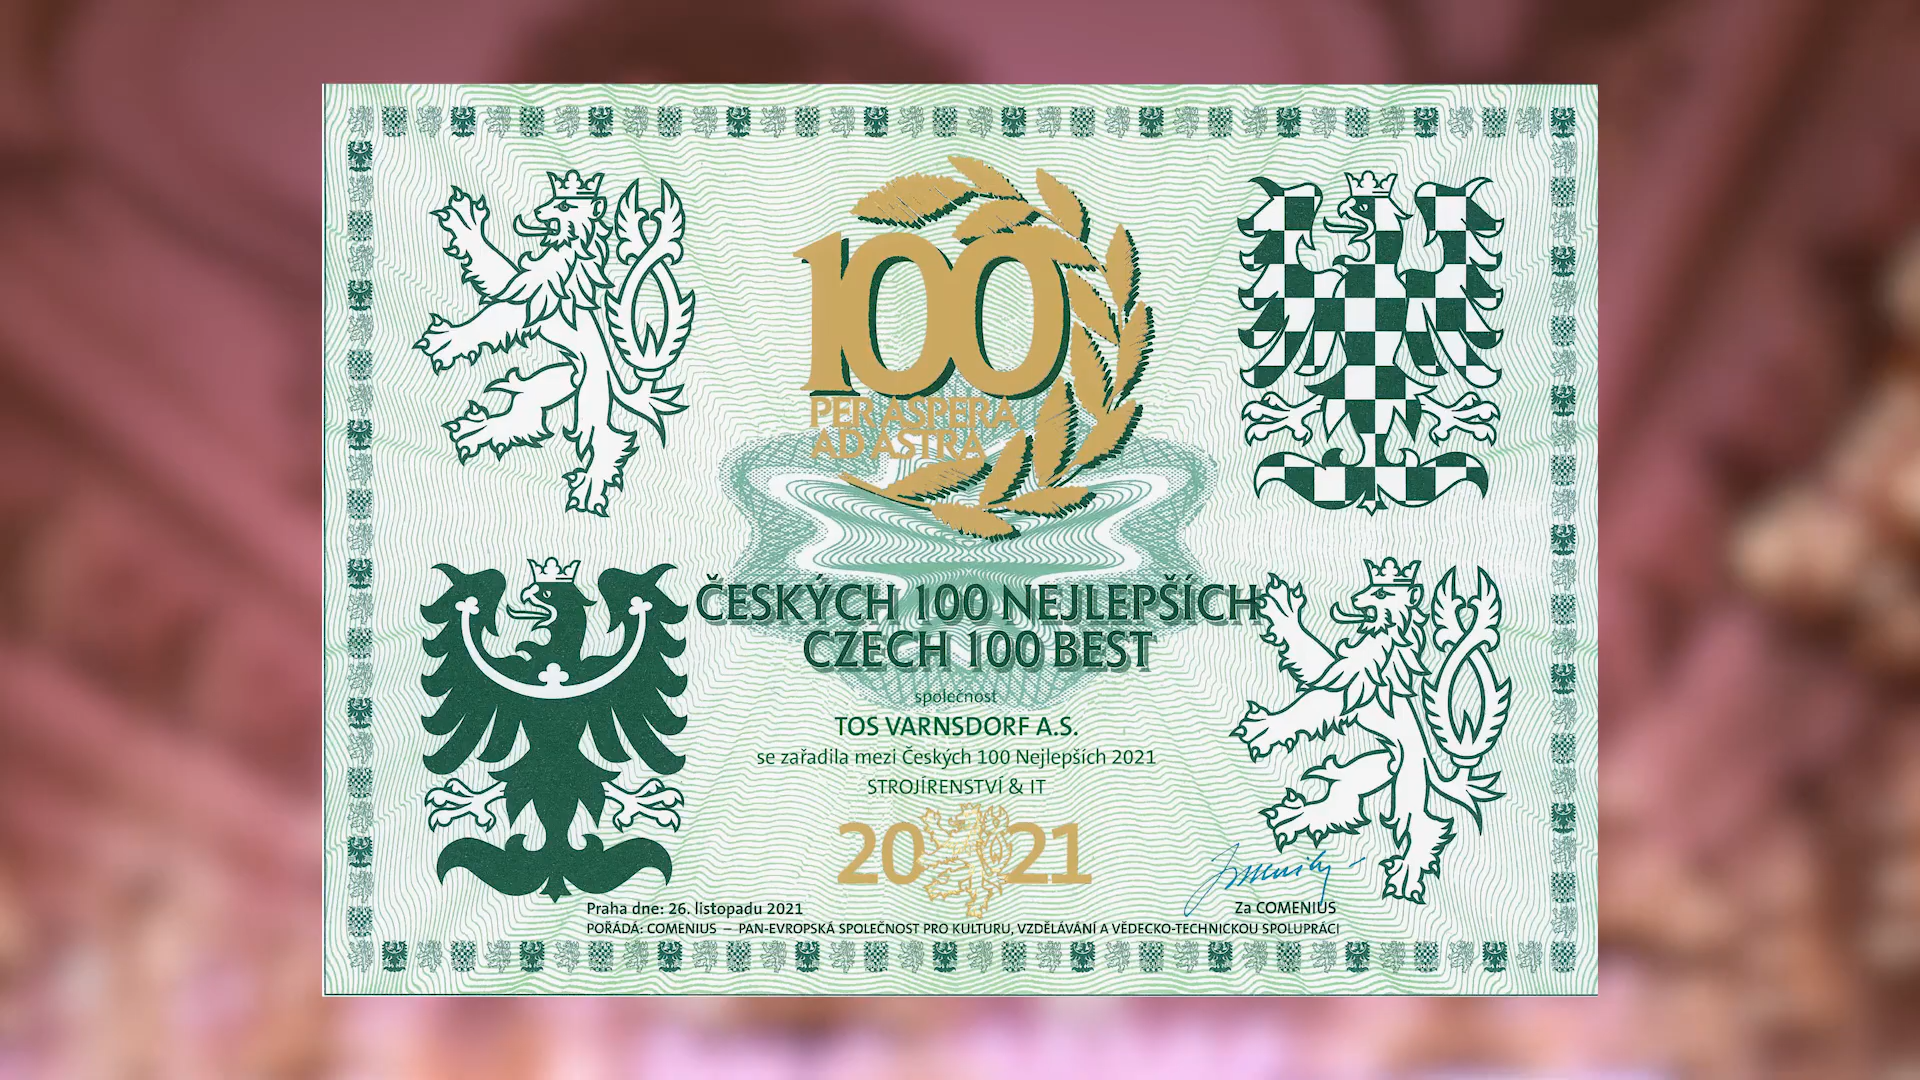 100
PER ASPERA
AD ASTRA
ČESKÝCH 100 NEJLEPŠÍCH
CZECH 100 BEST
společnost
TOS VARNSDORF A.S.
se zařadila mezi Českých 100 Nejlepších 2021
STROJÍRENSTVÍ & IT
2021
Praha dne: 26. listopadu 2021
Za COMENIUS
POŘÁDÁ: COMENIUS – PAN-EVROPSKÁ SPOLEČNOST PRO KULTURU, VZDĚLÁVÁNÍ A VĚDECKO-TECHNICKOU SPOLUPRÁCI